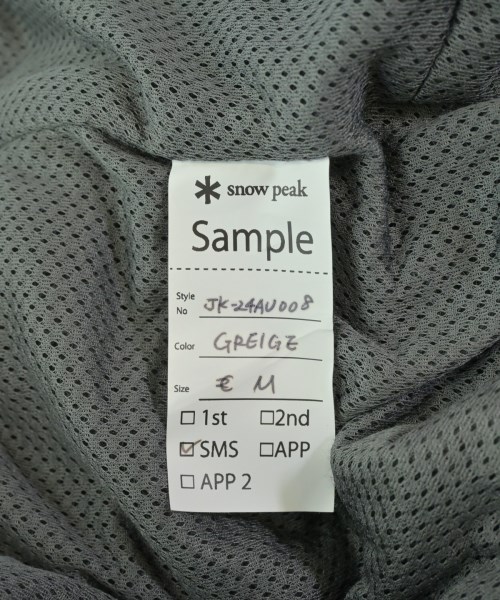 snow peak
Sample
Style No JK-24AU008
Color GREIGE
Size M
1st 2nd
SMS APP
APP 2